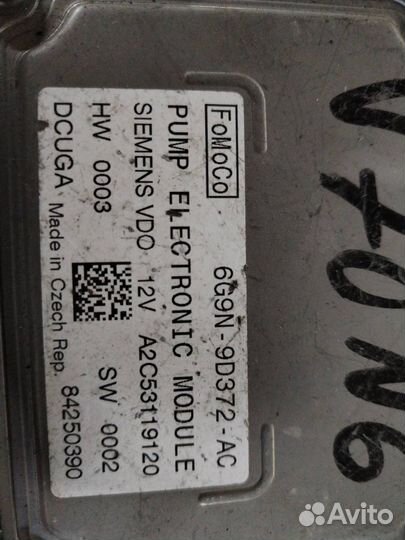 FoMoCo 6G9N-9D372-AC
PUMP ELECTRONIC MODULE
SIEMENS VDO 12V A2C53119120
HW 0003 SW 0002
DCUGA Made in Czech Rep. 84250390
V70N6
Avito